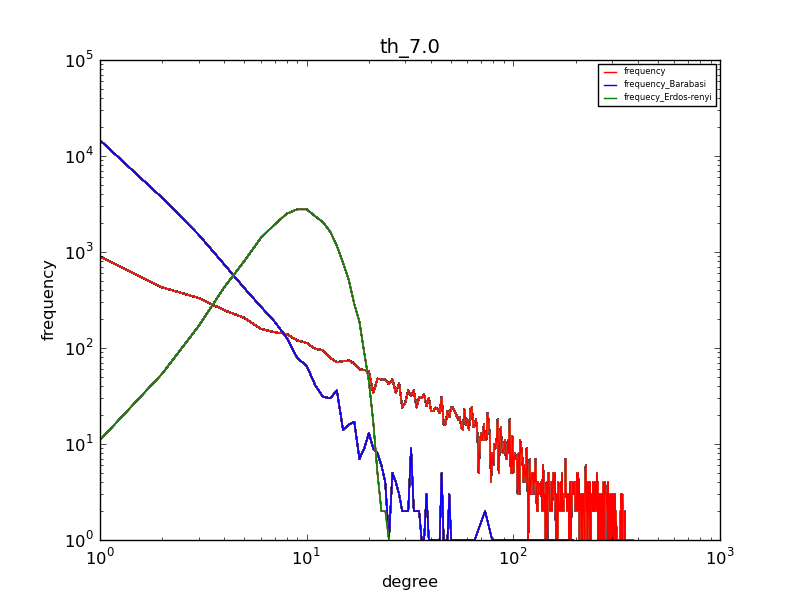 th_7.0
frequency
frequency_Barabasi
frequecy_Erdos-renyi
10^5
10^4
10^3
10^2
10^1
10^0
frequency
10^0 10^1 10^2 10^3
degree